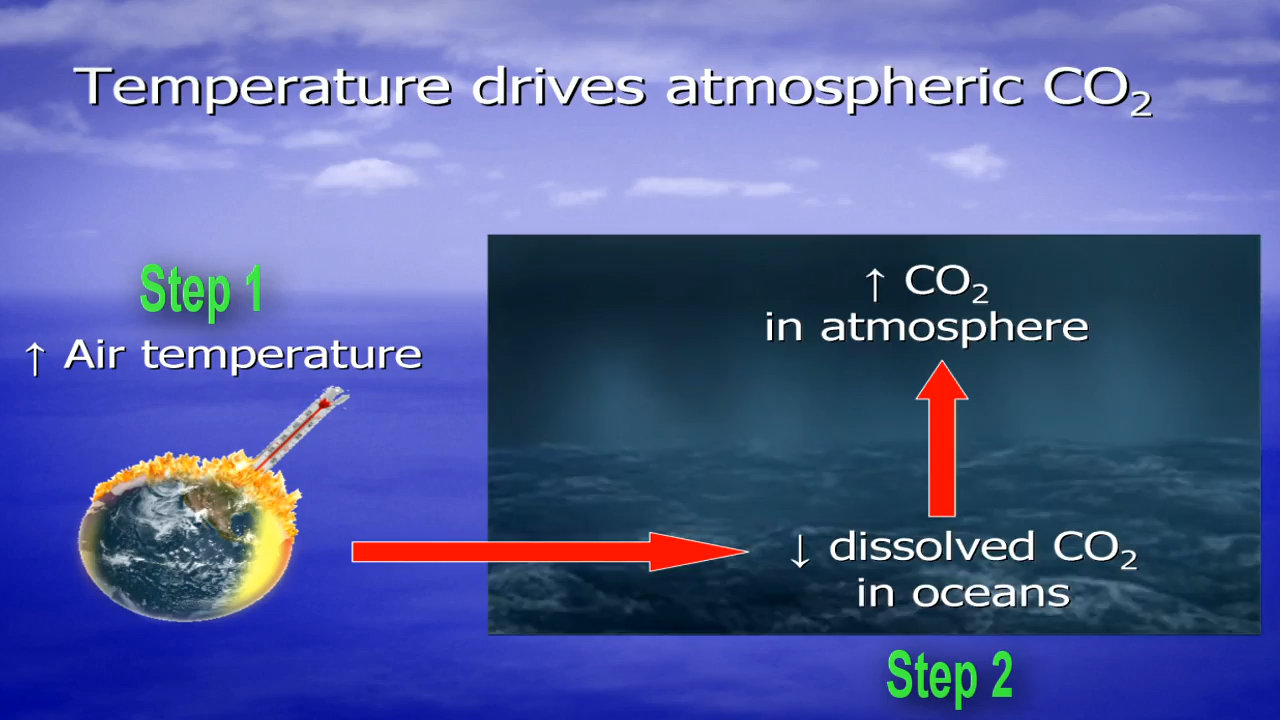 Temperature drives atmospheric CO₂
Step 1
↑ Air temperature
↑ CO₂
in atmosphere
↓ dissolved CO₂
in oceans
Step 2